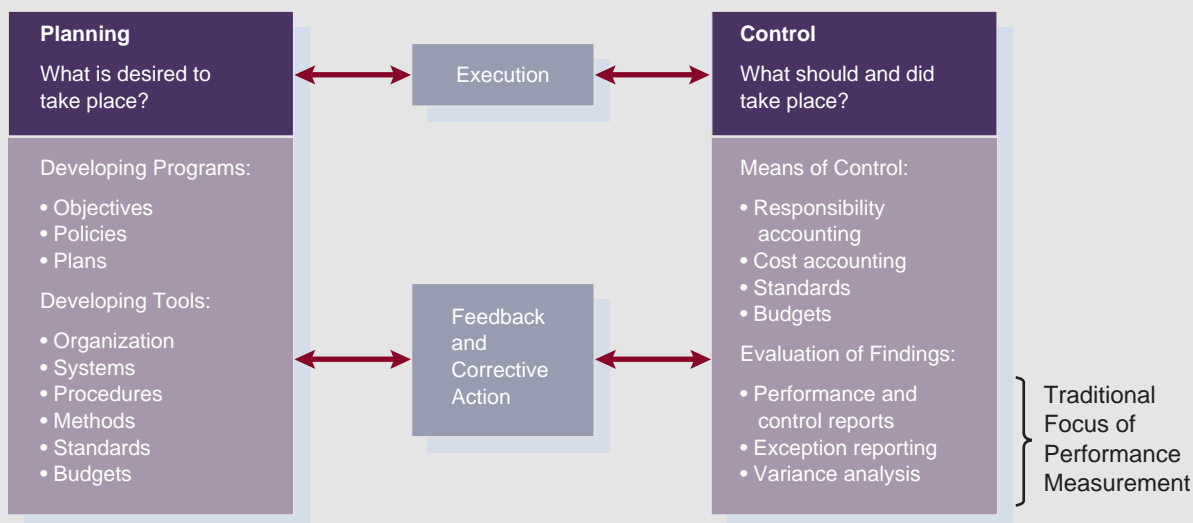 Planning
What is desired to
take place?
Developing Programs:
• Objectives
• Policies
• Plans
Developing Tools:
• Organization
• Systems
• Procedures
• Methods
• Standards
• Budgets
Execution
Feedback
and
Corrective
Action
Control
What should and did
take place?
Means of Control:
• Responsibility
accounting
• Cost accounting
• Standards
• Budgets
Evaluation of Findings:
• Performance and
control reports
• Exception reporting
• Variance analysis
Traditional
Focus of
Performance
Measurement